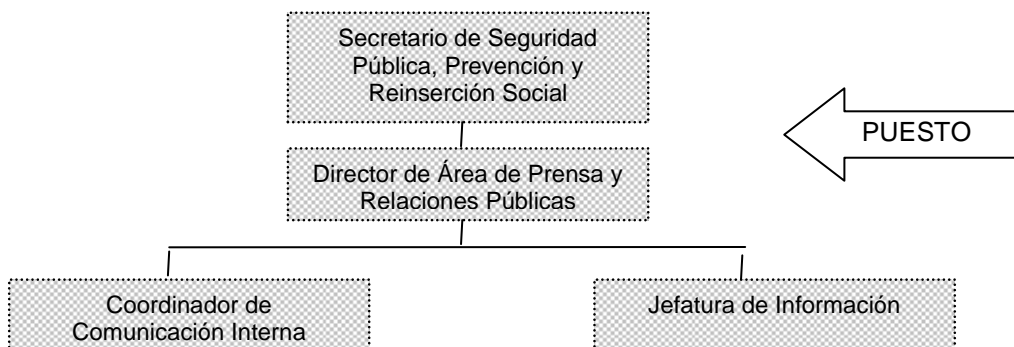 Secretario de Seguridad
Pública, Prevención y
Reinserción Social
PUESTO
Director de Área de Prensa y
Relaciones Públicas
Coordinador de
Comunicación Interna
Jefatura de Información